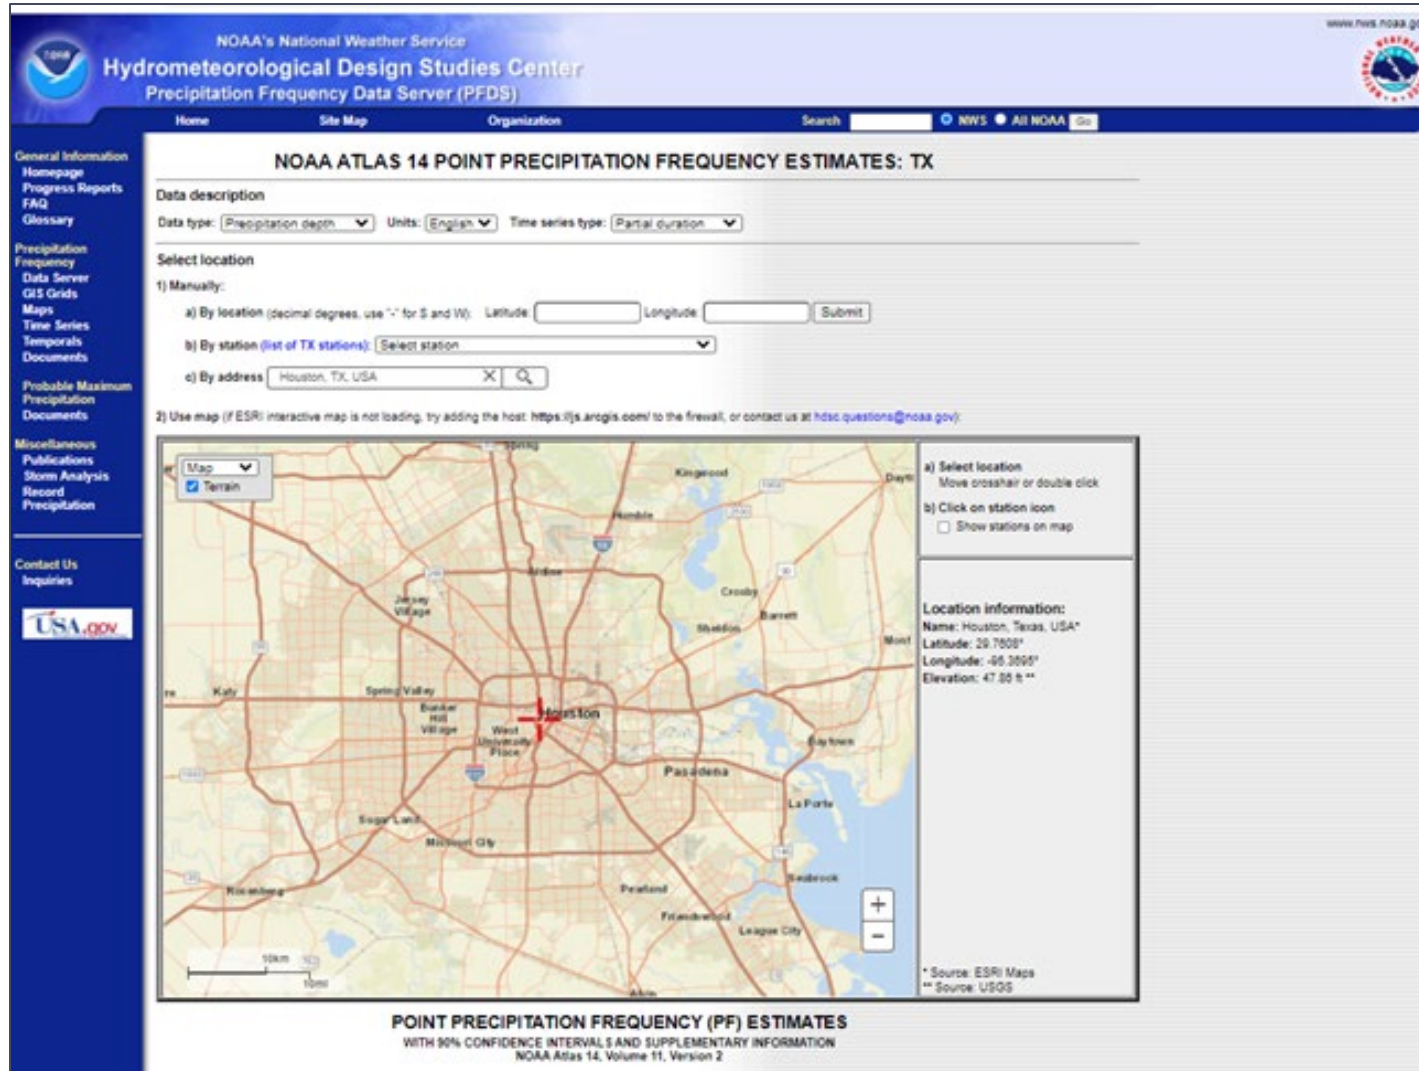 www.nws.noaa.go
NOAA's National Weather Service
Hydrometeorological Design Studies Center
Precipitation Frequency Data Server (PFDS)
Home Site Map Organization Search NWS All NOAA Go
General Information
Homepage
Progress Reports
FAQ
Glossary
Precipitation
Frequency
Data Server
GIS Grids
Maps
Time Series
Temporals
Documents
Probable Maximum
Precipitation
Documents
Miscellaneous
Publications
Storm Analysis
Record
Precipitation
Contact Us
Inquiries
USA.gov
NOAA ATLAS 14 POINT PRECIPITATION FREQUENCY ESTIMATES: TX
Data description
Data type: Precipitation depth Units: English Time series type: Partial duration
Select location
1) Manually:
a) By location (decimal degrees, use "-" for S and W): Latitude: Longitude: Submit
b) By station (list of TX stations): Select station
c) By address Houston, TX, USA
2) Use map (if ESRI interactive map is not loading, try adding the host: https://js.arcgis.com/ to the firewall, or contact us at hdsc.questions@noaa.gov):
Map
Terrain
Spring
Kingwood
Dayt
Humble
Aldine
Jersey
Village
Crosby
Barrett
Sheldon
Mont
Katy
Spring Valley
Bunker
Hill
Village
West
University
Place
Houston
Baytown
Pasadena
La Porte
Sugar Land
Missouri City
Seabrook
Rosenberg
Pearland
Friendswood
League City
Alvin
10km
10mi
+
−
a) Select location
Move crosshair or double click
b) Click on station icon
Show stations on map
Location information:
Name: Houston, Texas, USA*
Latitude: 29.7608°
Longitude: -95.3695°
Elevation: 47.86 ft **
* Source: ESRI Maps
** Source: USGS
POINT PRECIPITATION FREQUENCY (PF) ESTIMATES
WITH 90% CONFIDENCE INTERVALS AND SUPPLEMENTARY INFORMATION
NOAA Atlas 14, Volume 11, Version 2